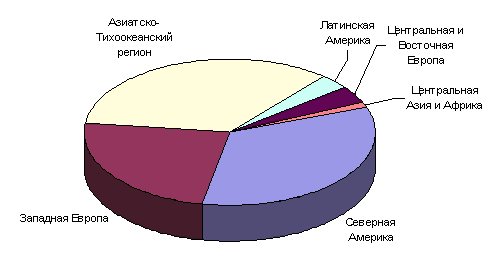 Азиатско-
Тихоокеанский
регион
Латинская
Америка
Центральная и
Восточная
Европа
Центральная
Азия и Африка
Северная
Америка
Западная Европа